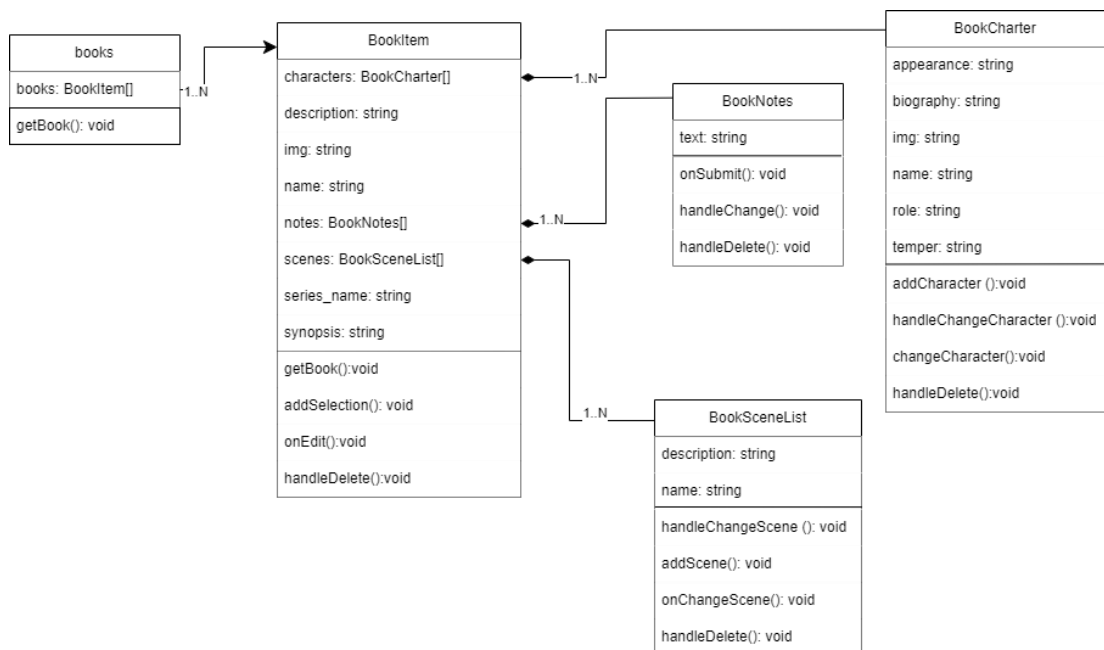 books
books: BookItem[]
getBook(): void
1..N
BookItem
characters: BookCharter[]
description: string
img: string
name: string
notes: BookNotes[]
scenes: BookSceneList[]
series_name: string
synopsis: string
getBook():void
addSelection(): void
onEdit():void
handleDelete():void
1..N
1..N
1..N
BookNotes
text: string
onSubmit(): void
handleChange(): void
handleDelete(): void
BookCharter
appearance: string
biography: string
img: string
name: string
role: string
temper: string
addCharacter ():void
handleChangeCharacter ():void
changeCharacter():void
handleDelete():void
BookSceneList
description: string
name: string
handleChangeScene (): void
addScene(): void
onChangeScene(): void
handleDelete(): void